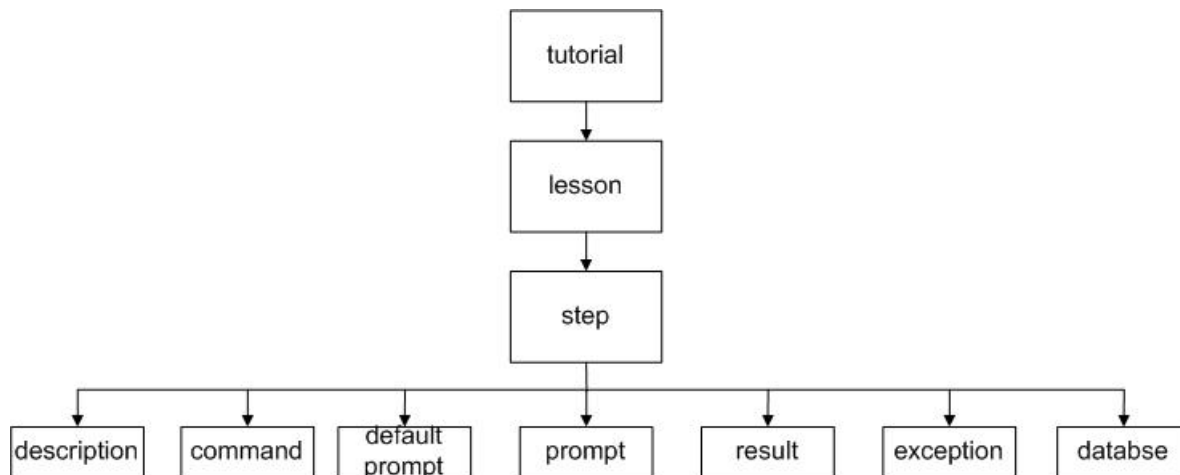 tutorial
lesson
step
description
command
default
prompt
prompt
result
exception
databse